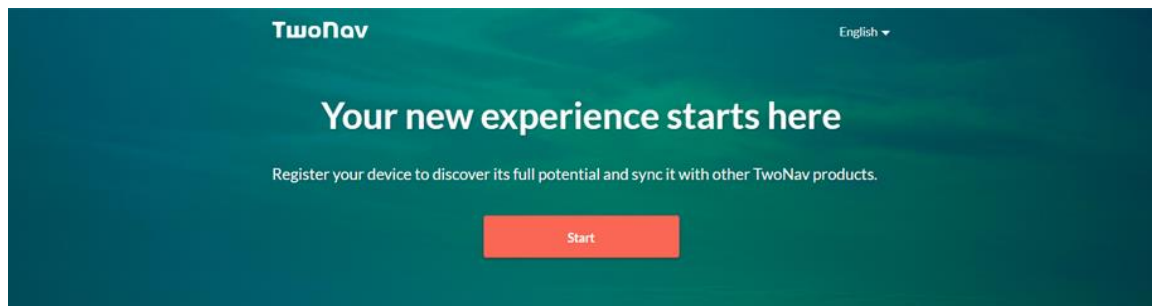 TwoNav
English
Your new experience starts here
Register your device to discover its full potential and sync it with other TwoNav products.
Start